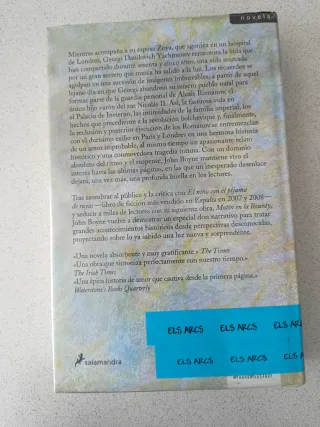 novela
Mientras acompaña a su esposa Zoya, que agoniza en un hospital
de Londres, Georgi Danilovich Yáchmenev rememora la vida que
han compartido durante sesenta y cinco años, una vida marcada
por un gran secreto que nunca ha salido a la luz. Los recuerdos se
agolpan en una sucesión de imágenes imborrables, a partir de aquel
lejano día en que Georgi abandonó su mísero pueblo natal para
formar parte de la guardia personal de Alexis Romanov, el
único hijo varón del zar Nicolás II. Así, la fastuosa vida en
el Palacio de Invierno, las intimidades de la familia imperial, los
hechos que precedieron a la revolución bolchevique y, finalmente,
la reclusión y posterior ejecución de los Romanov se entremezclan
con el durísimo exilio en París y Londres en una hermosa historia
de un amor improbable, al mismo tiempo un apasionante relato
histórico y una conmovedora tragedia íntima. Con un dominio
absoluto del ritmo y el suspense, John Boyne mantiene vivo el
interés hasta las últimas páginas, en las que un inesperado desenlace
dejará, una vez más, una profunda huella en los lectores.
Tras asombrar al público y la crítica con El niño con el pijama
de rayas —libro de ficción más vendido en España en 2007 y 2008—
y seducir a miles de lectores con su siguiente obra, Motín en la Bounty,
John Boyne vuelve a demostrar un especial don narrativo para tratar
grandes acontecimientos históricos desde perspectivas desconocidas,
proyectando sobre lo ya sabido una luz nueva y sorprendente.
«Una novela absorbente y muy gratificante.» The Times
«Una obra que sintoniza perfectamente con nuestro tiempo.»
The Irish Times
«Una épica historia de amor que cautiva desde la primera página.»
Waterstone's Books Quarterly
ELS ARCS ELS ARCS ELS AR
ELS ARCS ELS ARCS ELS
salamandra